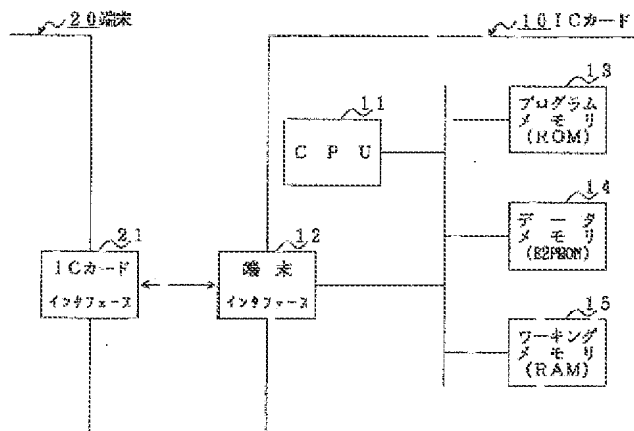 20端末
10ICカード
13
プログラム
メモリ
(ROM)
11
CPU
14
データ
メモリ
(E2PROM)
21
ICカード
インタフェース
12
端末
インタフェース
15
ワーキング
メモリ
(RAM)